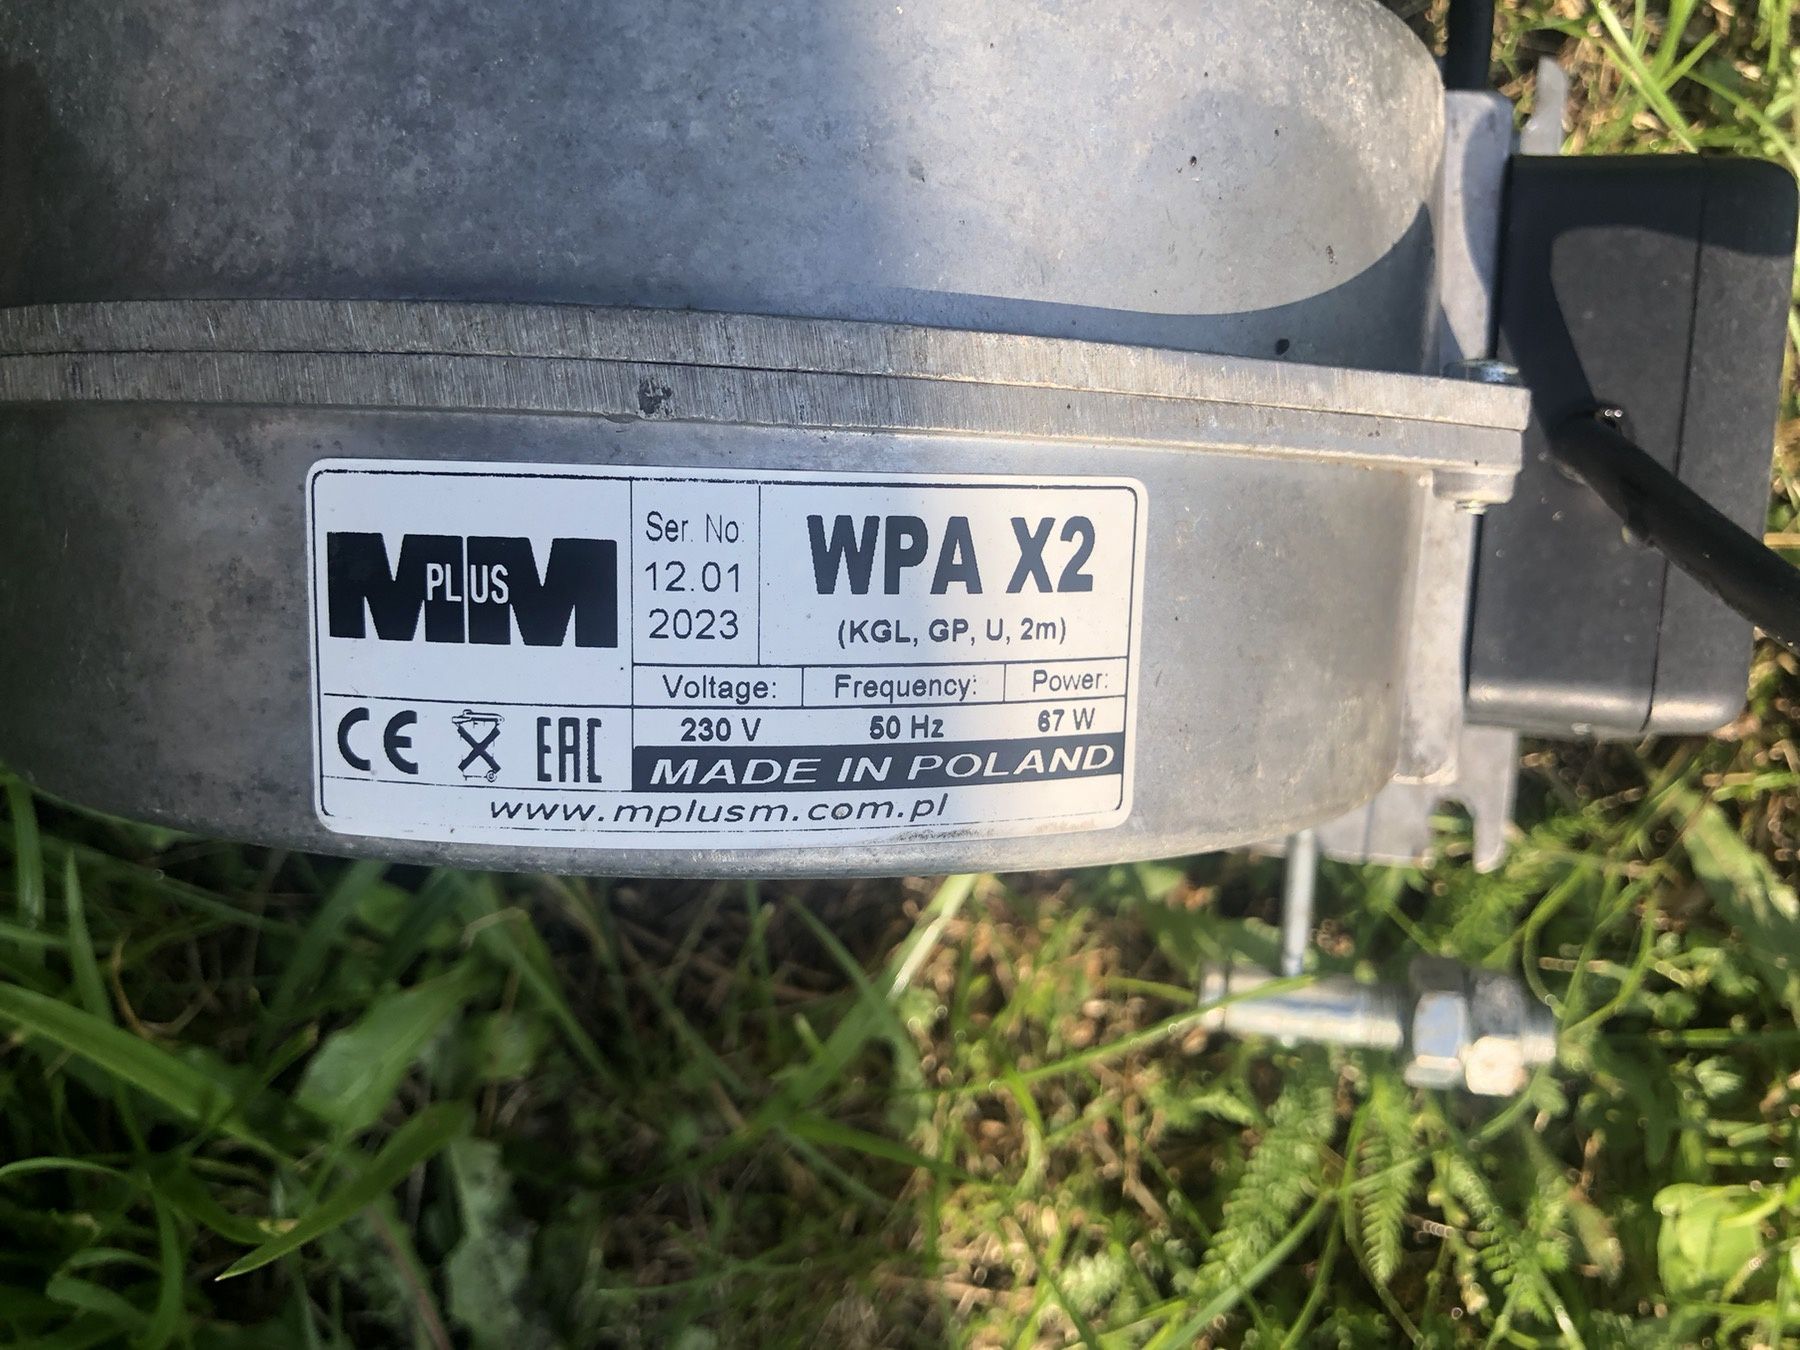 M PLUS M
Ser. No.
12.01
2023
WPA X2
(KGL, GP, U, 2m)
Voltage: Frequency: Power:
230 V 50 Hz 67 W
CE EAC
MADE IN POLAND
www.mplusm.com.pl